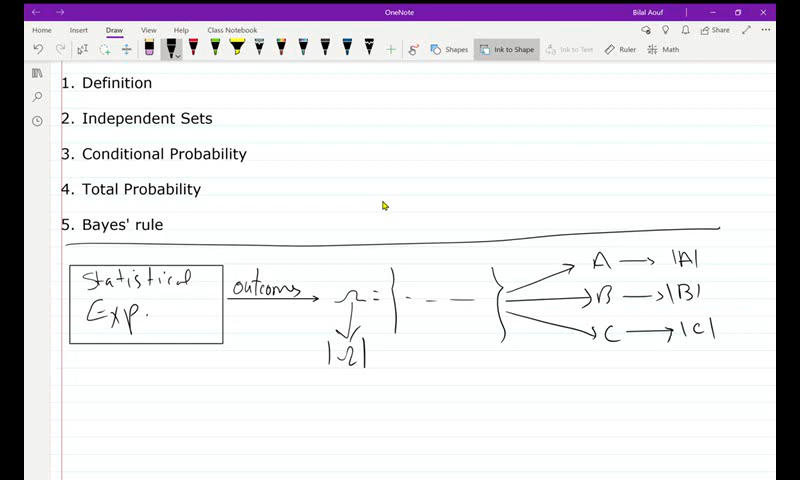 OneNote
Bilal Aouf
Home Insert Draw View Help Class Notebook
Share
Shapes Ink to Shape Ink to Text Ruler Math
1. Definition
2. Independent Sets
3. Conditional Probability
4. Total Probability
5. Bayes' rule
Statistical
Exp.
outcomes
Ω = { - - — }
|Ω|
A → |A|
B → |B|
C → |C|